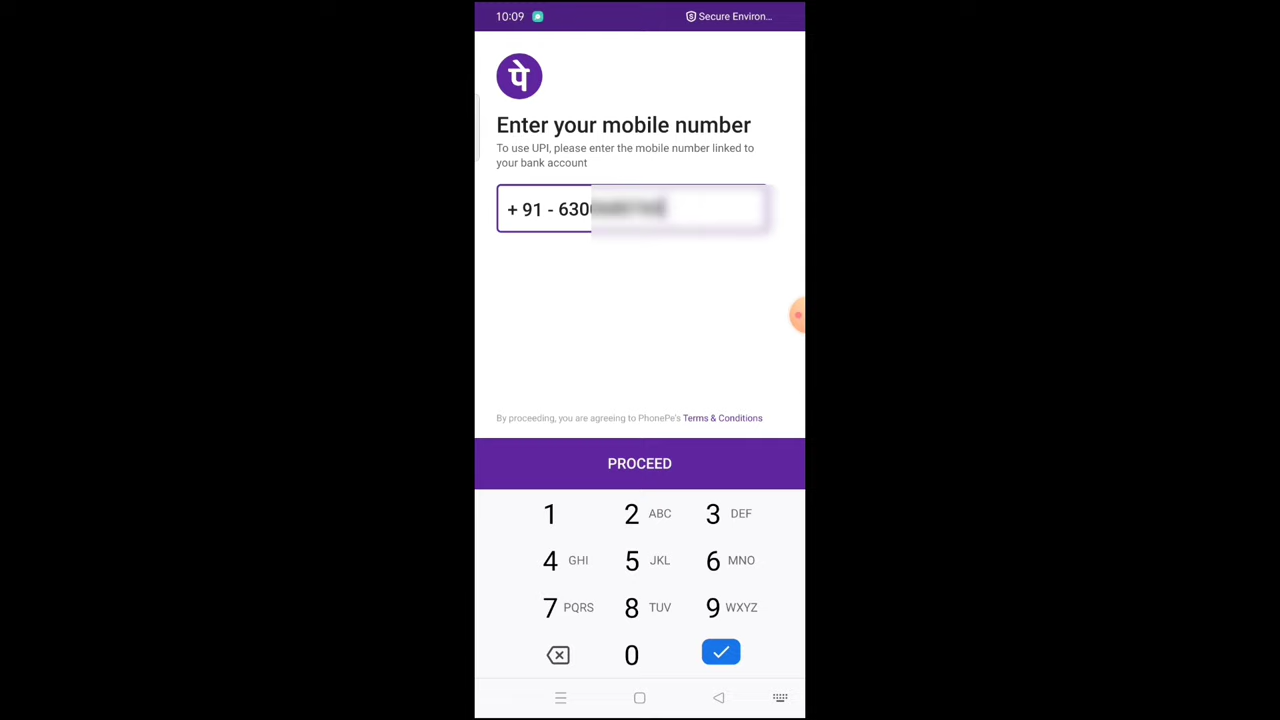 10:09
Secure Environ...
पे
Enter your mobile number
To use UPI, please enter the mobile number linked to
your bank account
+ 91 - 630
By proceeding, you are agreeing to PhonePe's Terms & Conditions
PROCEED
1
2 ABC
3 DEF
4 GHI
5 JKL
6 MNO
7 PQRS
8 TUV
9 WXYZ
0